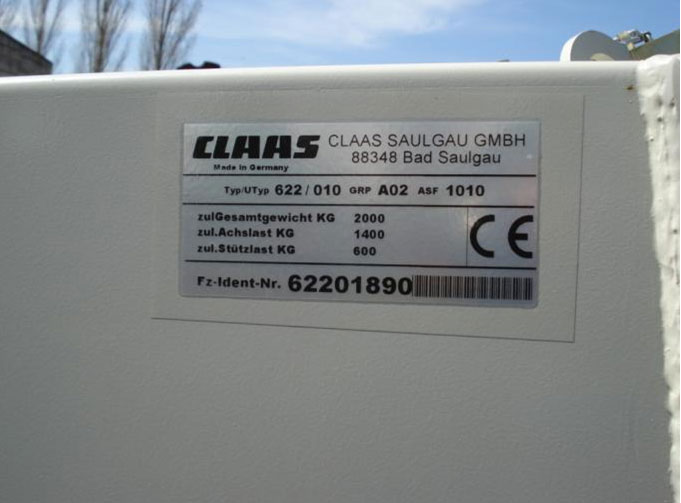 CLAAS CLAAS SAULGAU GMBH
Made in Germany 88348 Bad Saulgau
Typ/UTyp 622 / 010 GRP A02 ASF 1010
zulGesamtgewicht KG 2000
zul.Achslast KG 1400
zul.Stützlast KG 600
CE
Fz-Ident-Nr. 62201890